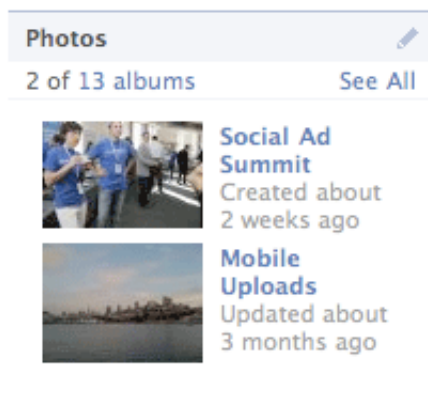 Photos
2 of 13 albums See All
Social Ad
Summit
Created about
2 weeks ago
Mobile
Uploads
Updated about
3 months ago